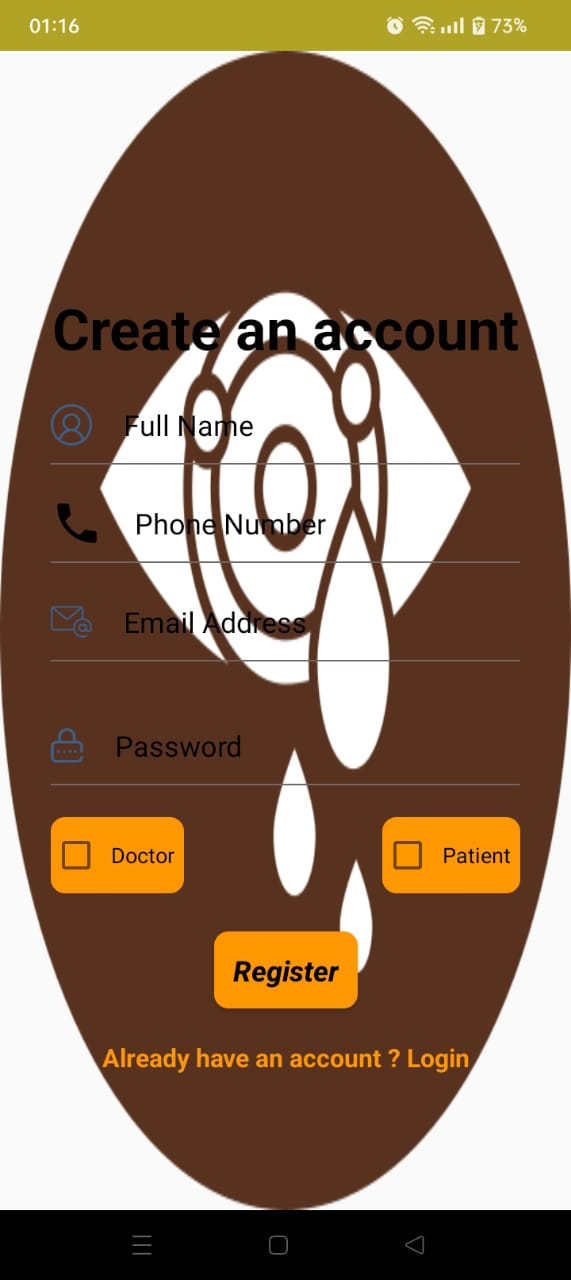 01:16 73%
Create an account
Full Name
Phone Number
Email Address
Password
Doctor Patient
Register
Already have an account ? Login